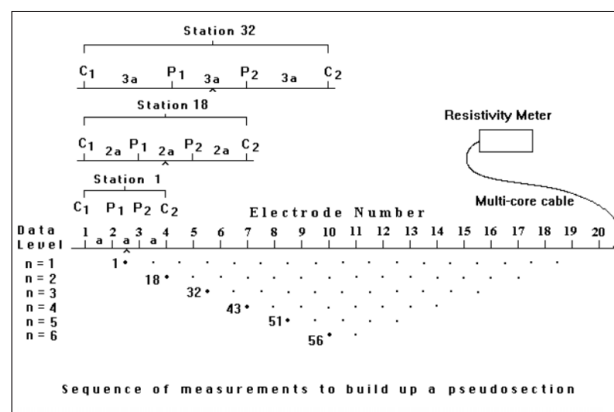 Station 32
C1 3a P1 3a P2 3a C2
Station 18
C1 2a P1 2a P2 2a C2
Station 1
C1 P1 P2 C2
Resistivity Meter
Multi-core cable
Electrode Number
Data Level
1 2 3 4 5 6 7 8 9 10 11 12 13 14 15 16 17 18 19 20
a a a
n = 1 1
n = 2 18
n = 3 32
n = 4 43
n = 5 51
n = 6 56
Sequence of measurements to build up a pseudosection